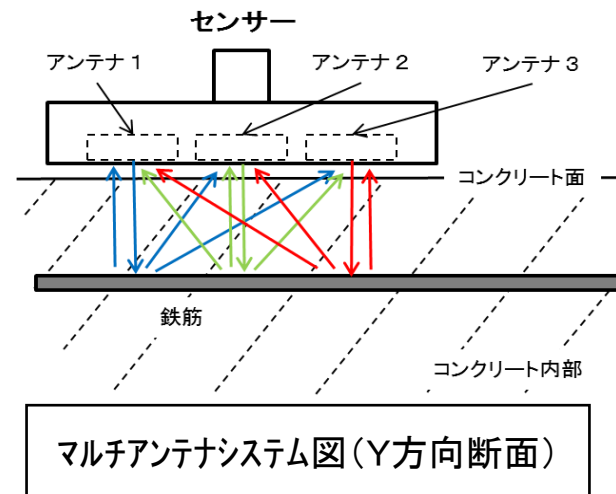 センサー
アンテナ1
アンテナ2
アンテナ3
コンクリート面
鉄筋
コンクリート内部
マルチアンテナシステム図(Y方向断面)